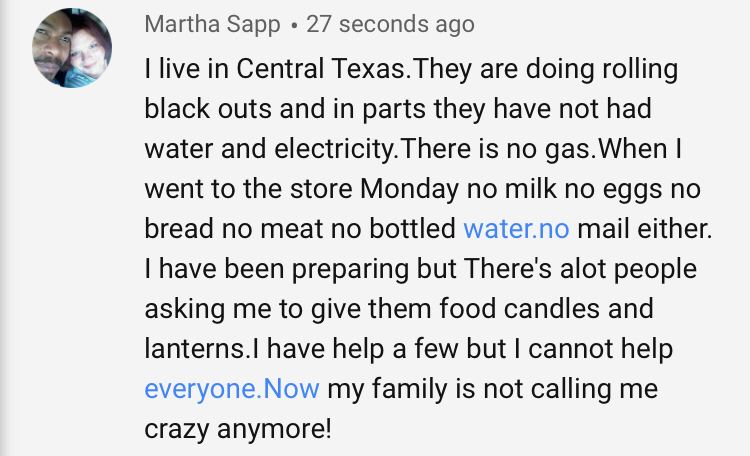 Martha Sapp • 27 seconds ago
I live in Central Texas.They are doing rolling
black outs and in parts they have not had
water and electricity.There is no gas.When I
went to the store Monday no milk no eggs no
bread no meat no bottled water.no mail either.
I have been preparing but There's alot people
asking me to give them food candles and
lanterns.I have help a few but I cannot help
everyone.Now my family is not calling me
crazy anymore!